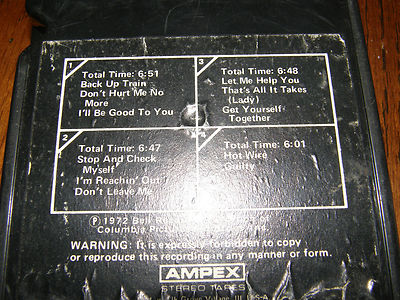 1
Total Time: 6:51
Back Up Train
Don't Hurt Me No
More
I'll Be Good To You
3
Total Time: 6:48
Let Me Help You
That's All It Takes
(Lady)
Get Yourself
Together
2
Total Time: 6:47
Stop And Check
Myself
I'm Reachin' Out
Don't Leave Me
4
Total Time: 6:01
Hot Wire
Guilty
Ⓟ 1972 Bell
Columbia
WARNING: It is expressly forbidden to copy
or reproduce this recording in any manner or form.
AMPEX
STEREO TAPES
Village, Ill. U.S.A.